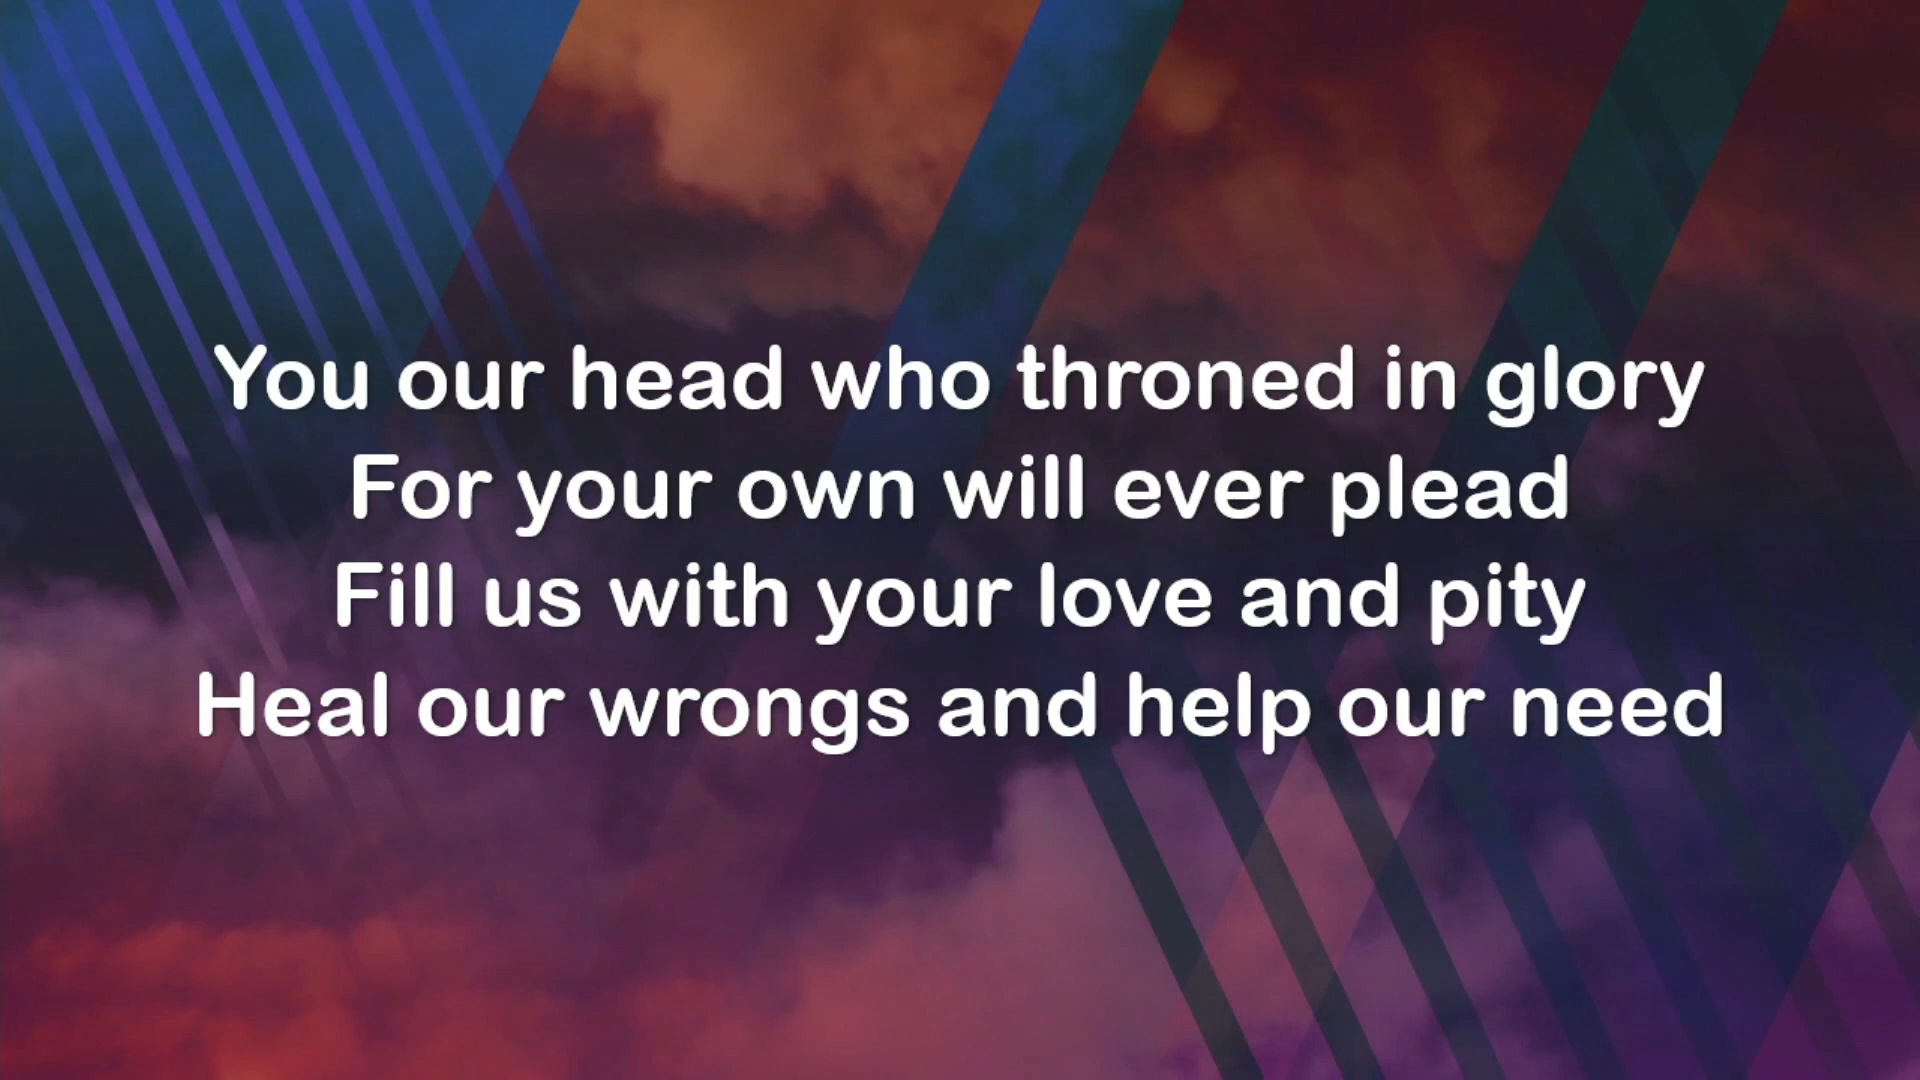 You our head who throned in glory
For your own will ever plead
Fill us with your love and pity
Heal our wrongs and help our need